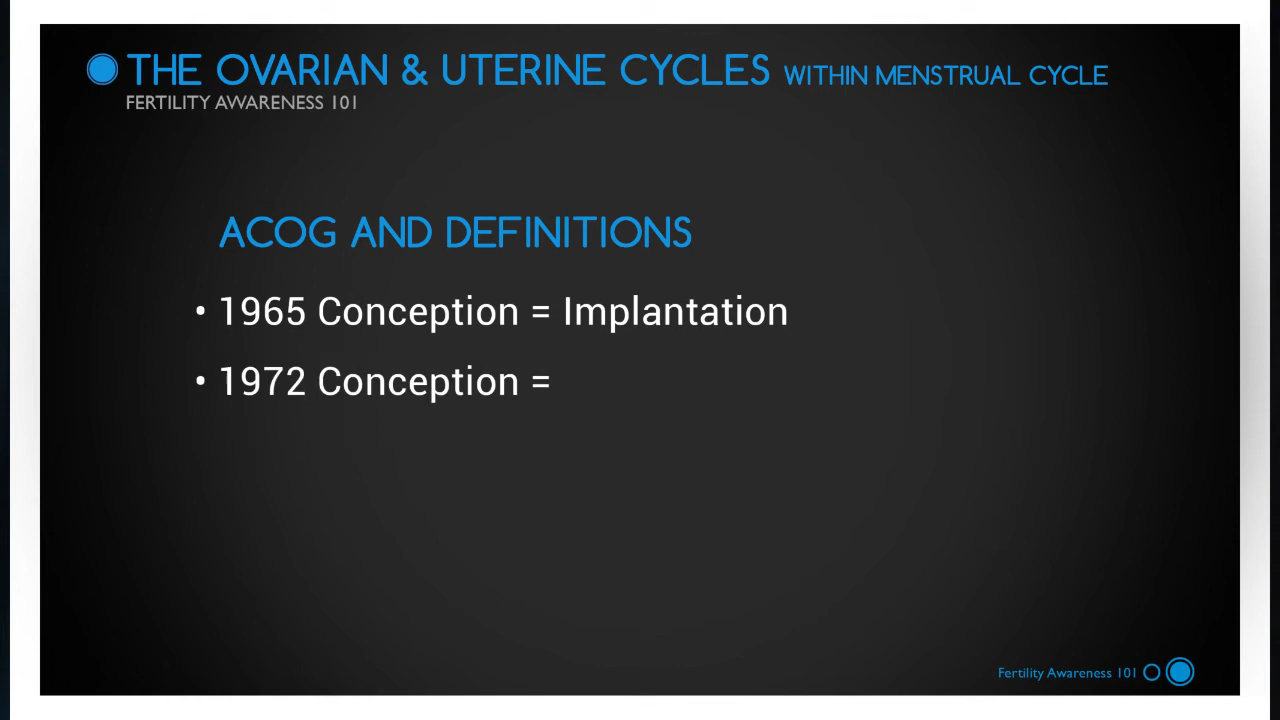 THE OVARIAN & UTERINE CYCLES WITHIN MENSTRUAL CYCLE
FERTILITY AWARENESS 101
ACOG AND DEFINITIONS
• 1965 Conception = Implantation
• 1972 Conception =
Fertility Awareness 101